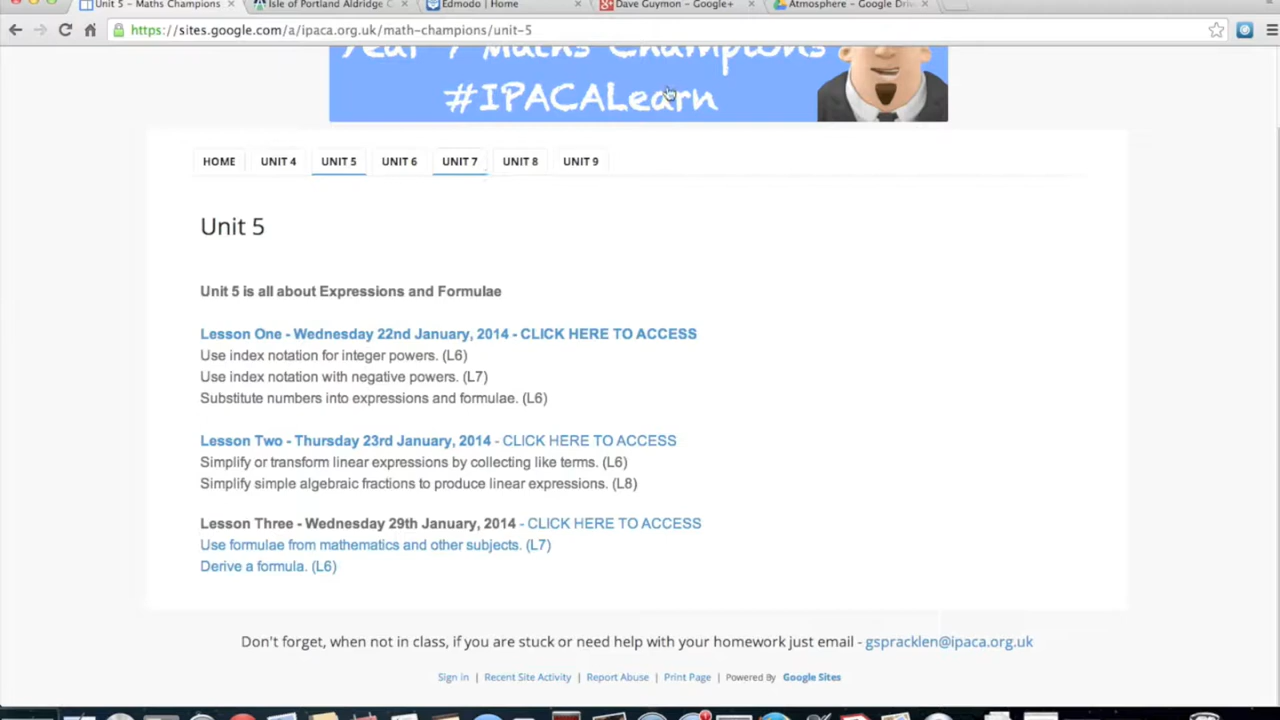 Unit 5 – Maths Champions
Isle of Portland Aldridge C
Edmodo | Home
Dave Guymon – Google+
Atmosphere – Google Driv
https://sites.google.com/a/ipaca.org.uk/math-champions/unit-5
Year 7 Maths Champions
#IPACALearn
HOME UNIT 4 UNIT 5 UNIT 6 UNIT 7 UNIT 8 UNIT 9
Unit 5
Unit 5 is all about Expressions and Formulae
Lesson One - Wednesday 22nd January, 2014 - CLICK HERE TO ACCESS
Use index notation for integer powers. (L6)
Use index notation with negative powers. (L7)
Substitute numbers into expressions and formulae. (L6)
Lesson Two - Thursday 23rd January, 2014 - CLICK HERE TO ACCESS
Simplify or transform linear expressions by collecting like terms. (L6)
Simplify simple algebraic fractions to produce linear expressions. (L8)
Lesson Three - Wednesday 29th January, 2014 - CLICK HERE TO ACCESS
Use formulae from mathematics and other subjects. (L7)
Derive a formula. (L6)
Don't forget, when not in class, if you are stuck or need help with your homework just email - gspracklen@ipaca.org.uk
Sign in | Recent Site Activity | Report Abuse | Print Page | Powered By Google Sites